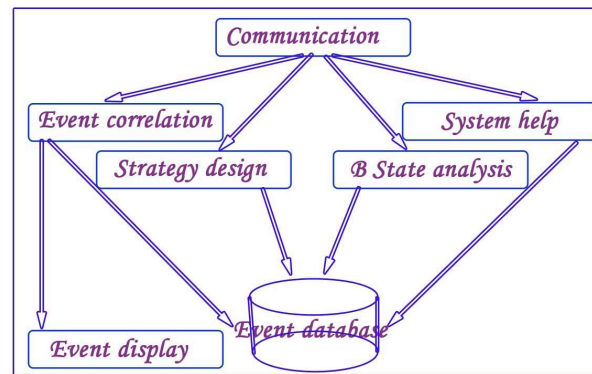 Communication
Event correlation
System help
Strategy design
B State analysis
Event database
Event display